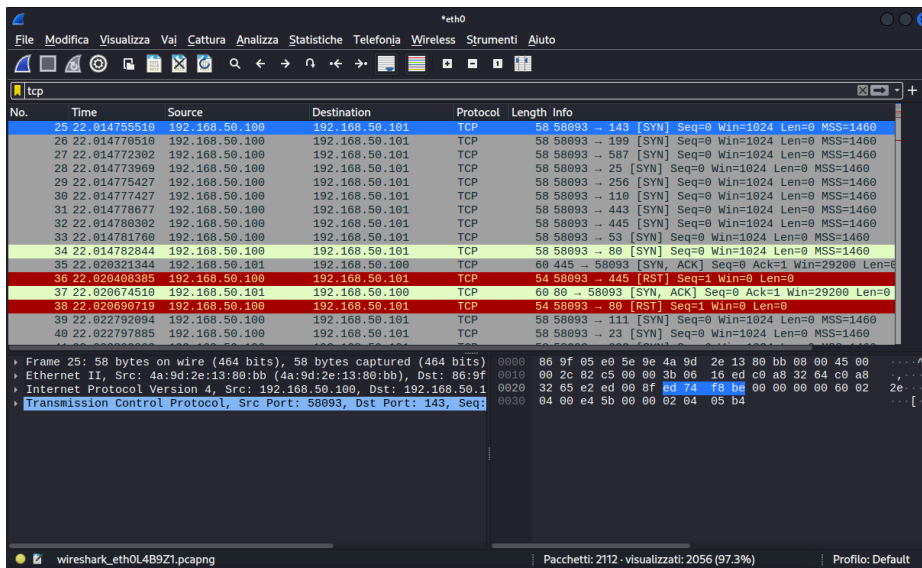 *eth0
File Modifica Visualizza Vai Cattura Analizza Statistiche Telefonia Wireless Strumenti Aiuto
tcp
No. Time Source Destination Protocol Length Info
25 22.014755510 192.168.50.100 192.168.50.101 TCP 58 58093 → 143 [SYN] Seq=0 Win=1024 Len=0 MSS=1460
26 22.014770510 192.168.50.100 192.168.50.101 TCP 58 58093 → 199 [SYN] Seq=0 Win=1024 Len=0 MSS=1460
27 22.014772302 192.168.50.100 192.168.50.101 TCP 58 58093 → 587 [SYN] Seq=0 Win=1024 Len=0 MSS=1460
28 22.014773969 192.168.50.100 192.168.50.101 TCP 58 58093 → 25 [SYN] Seq=0 Win=1024 Len=0 MSS=1460
29 22.014775427 192.168.50.100 192.168.50.101 TCP 58 58093 → 256 [SYN] Seq=0 Win=1024 Len=0 MSS=1460
30 22.014777427 192.168.50.100 192.168.50.101 TCP 58 58093 → 110 [SYN] Seq=0 Win=1024 Len=0 MSS=1460
31 22.014778677 192.168.50.100 192.168.50.101 TCP 58 58093 → 443 [SYN] Seq=0 Win=1024 Len=0 MSS=1460
32 22.014780302 192.168.50.100 192.168.50.101 TCP 58 58093 → 445 [SYN] Seq=0 Win=1024 Len=0 MSS=1460
33 22.014781760 192.168.50.100 192.168.50.101 TCP 58 58093 → 53 [SYN] Seq=0 Win=1024 Len=0 MSS=1460
34 22.014782844 192.168.50.100 192.168.50.101 TCP 58 58093 → 80 [SYN] Seq=0 Win=1024 Len=0 MSS=1460
35 22.020321344 192.168.50.101 192.168.50.100 TCP 60 445 → 58093 [SYN, ACK] Seq=0 Ack=1 Win=29200 Len=0
36 22.020408385 192.168.50.100 192.168.50.101 TCP 54 58093 → 445 [RST] Seq=1 Win=0 Len=0
37 22.020674510 192.168.50.101 192.168.50.100 TCP 60 80 → 58093 [SYN, ACK] Seq=0 Ack=1 Win=29200 Len=0
38 22.020690719 192.168.50.100 192.168.50.101 TCP 54 58093 → 80 [RST] Seq=1 Win=0 Len=0
39 22.022792094 192.168.50.100 192.168.50.101 TCP 58 58093 → 111 [SYN] Seq=0 Win=1024 Len=0 MSS=1460
40 22.022797885 192.168.50.100 192.168.50.101 TCP 58 58093 → 23 [SYN] Seq=0 Win=1024 Len=0 MSS=1460
Frame 25: 58 bytes on wire (464 bits), 58 bytes captured (464 bits) 0000 86 9f 05 e0 5e 9e 4a 9d 2e 13 80 bb 08 00 45 00 ····^
Ethernet II, Src: 4a:9d:2e:13:80:bb (4a:9d:2e:13:80:bb), Dst: 86:9f 0010 00 2c 82 c5 00 00 3b 06 16 ed c0 a8 32 64 c0 a8 ·,··
Internet Protocol Version 4, Src: 192.168.50.100, Dst: 192.168.50.1 0020 32 65 e2 ed 00 8f ed 74 f8 be 00 00 00 00 60 02 2e··
Transmission Control Protocol, Src Port: 58093, Dst Port: 143, Seq: 0030 04 00 e4 5b 00 00 02 04 05 b4 ···[
wireshark_eth0L4B9Z1.pcapng Pacchetti: 2112 · visualizzati: 2056 (97.3%) Profilo: Default